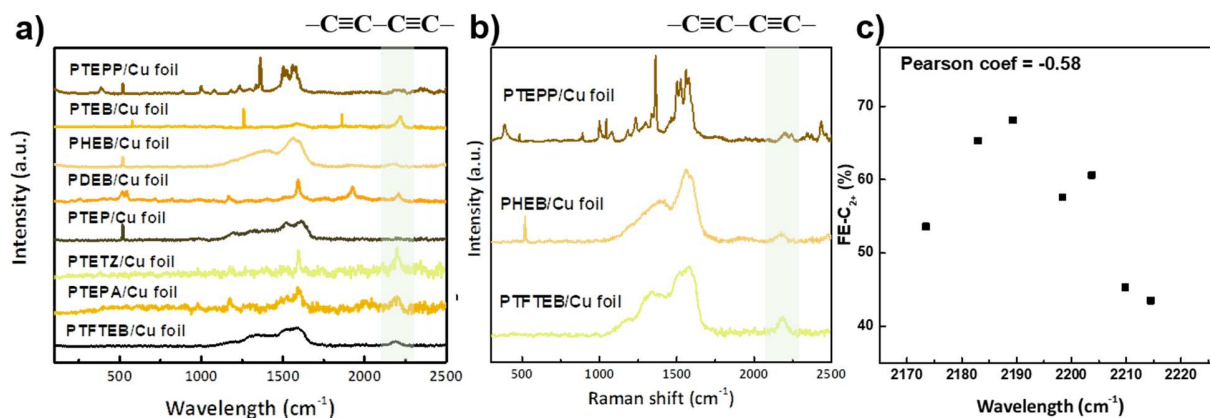 a)
–C≡C–C≡C–
PTEPP/Cu foil
PTEB/Cu foil
PHEB/Cu foil
PDEB/Cu foil
PTEP/Cu foil
PTETZ/Cu foil
PTEPA/Cu foil
PTFTEB/Cu foil
Intensity (a.u.)
500 1000 1500 2000 2500
Wavelength (cm⁻¹)
b)
–C≡C–C≡C–
PTEPP/Cu foil
PHEB/Cu foil
PTFTEB/Cu foil
Intensity (a.u.)
500 1000 1500 2000 2500
Raman shift (cm⁻¹)
c)
Pearson coef = -0.58
70
60
50
40
FE-C₂₊ (%)
2170 2180 2190 2200 2210 2220
Wavelength (cm⁻¹)